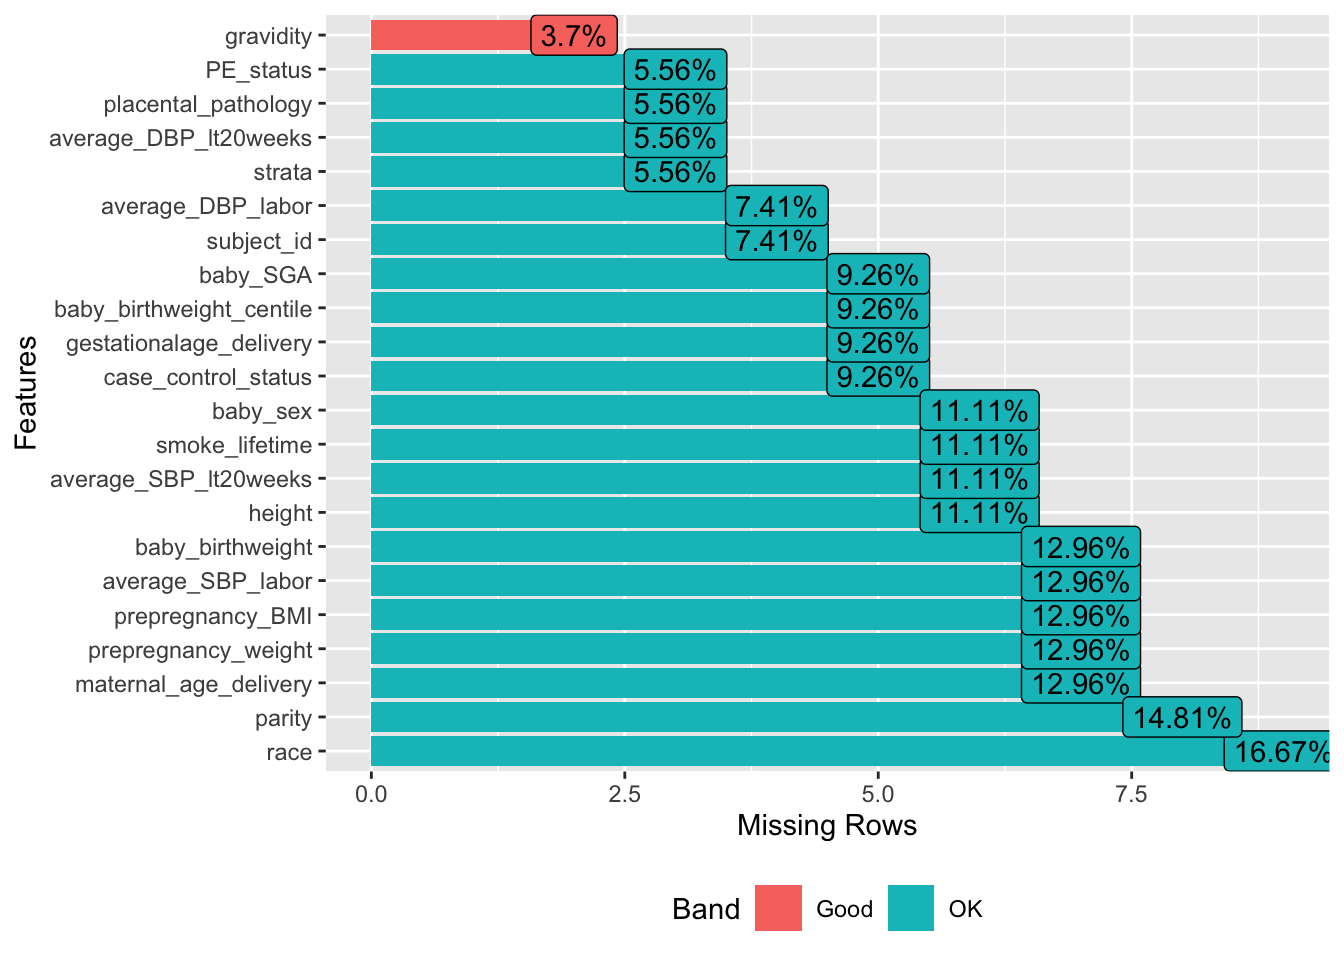 gravidity 3.7%
PE_status 5.56%
placental_pathology 5.56%
average_DBP_lt20weeks 5.56%
strata 5.56%
average_DBP_labor 7.41%
subject_id 7.41%
baby_SGA 9.26%
baby_birthweight_centile 9.26%
gestationalage_delivery 9.26%
case_control_status 9.26%
baby_sex 11.11%
smoke_lifetime 11.11%
average_SBP_lt20weeks 11.11%
height 11.11%
baby_birthweight 12.96%
average_SBP_labor 12.96%
prepregnancy_BMI 12.96%
prepregnancy_weight 12.96%
maternal_age_delivery 12.96%
parity 14.81%
race 16.67%
Features
0.0 2.5 5.0 7.5
Missing Rows
Band Good OK